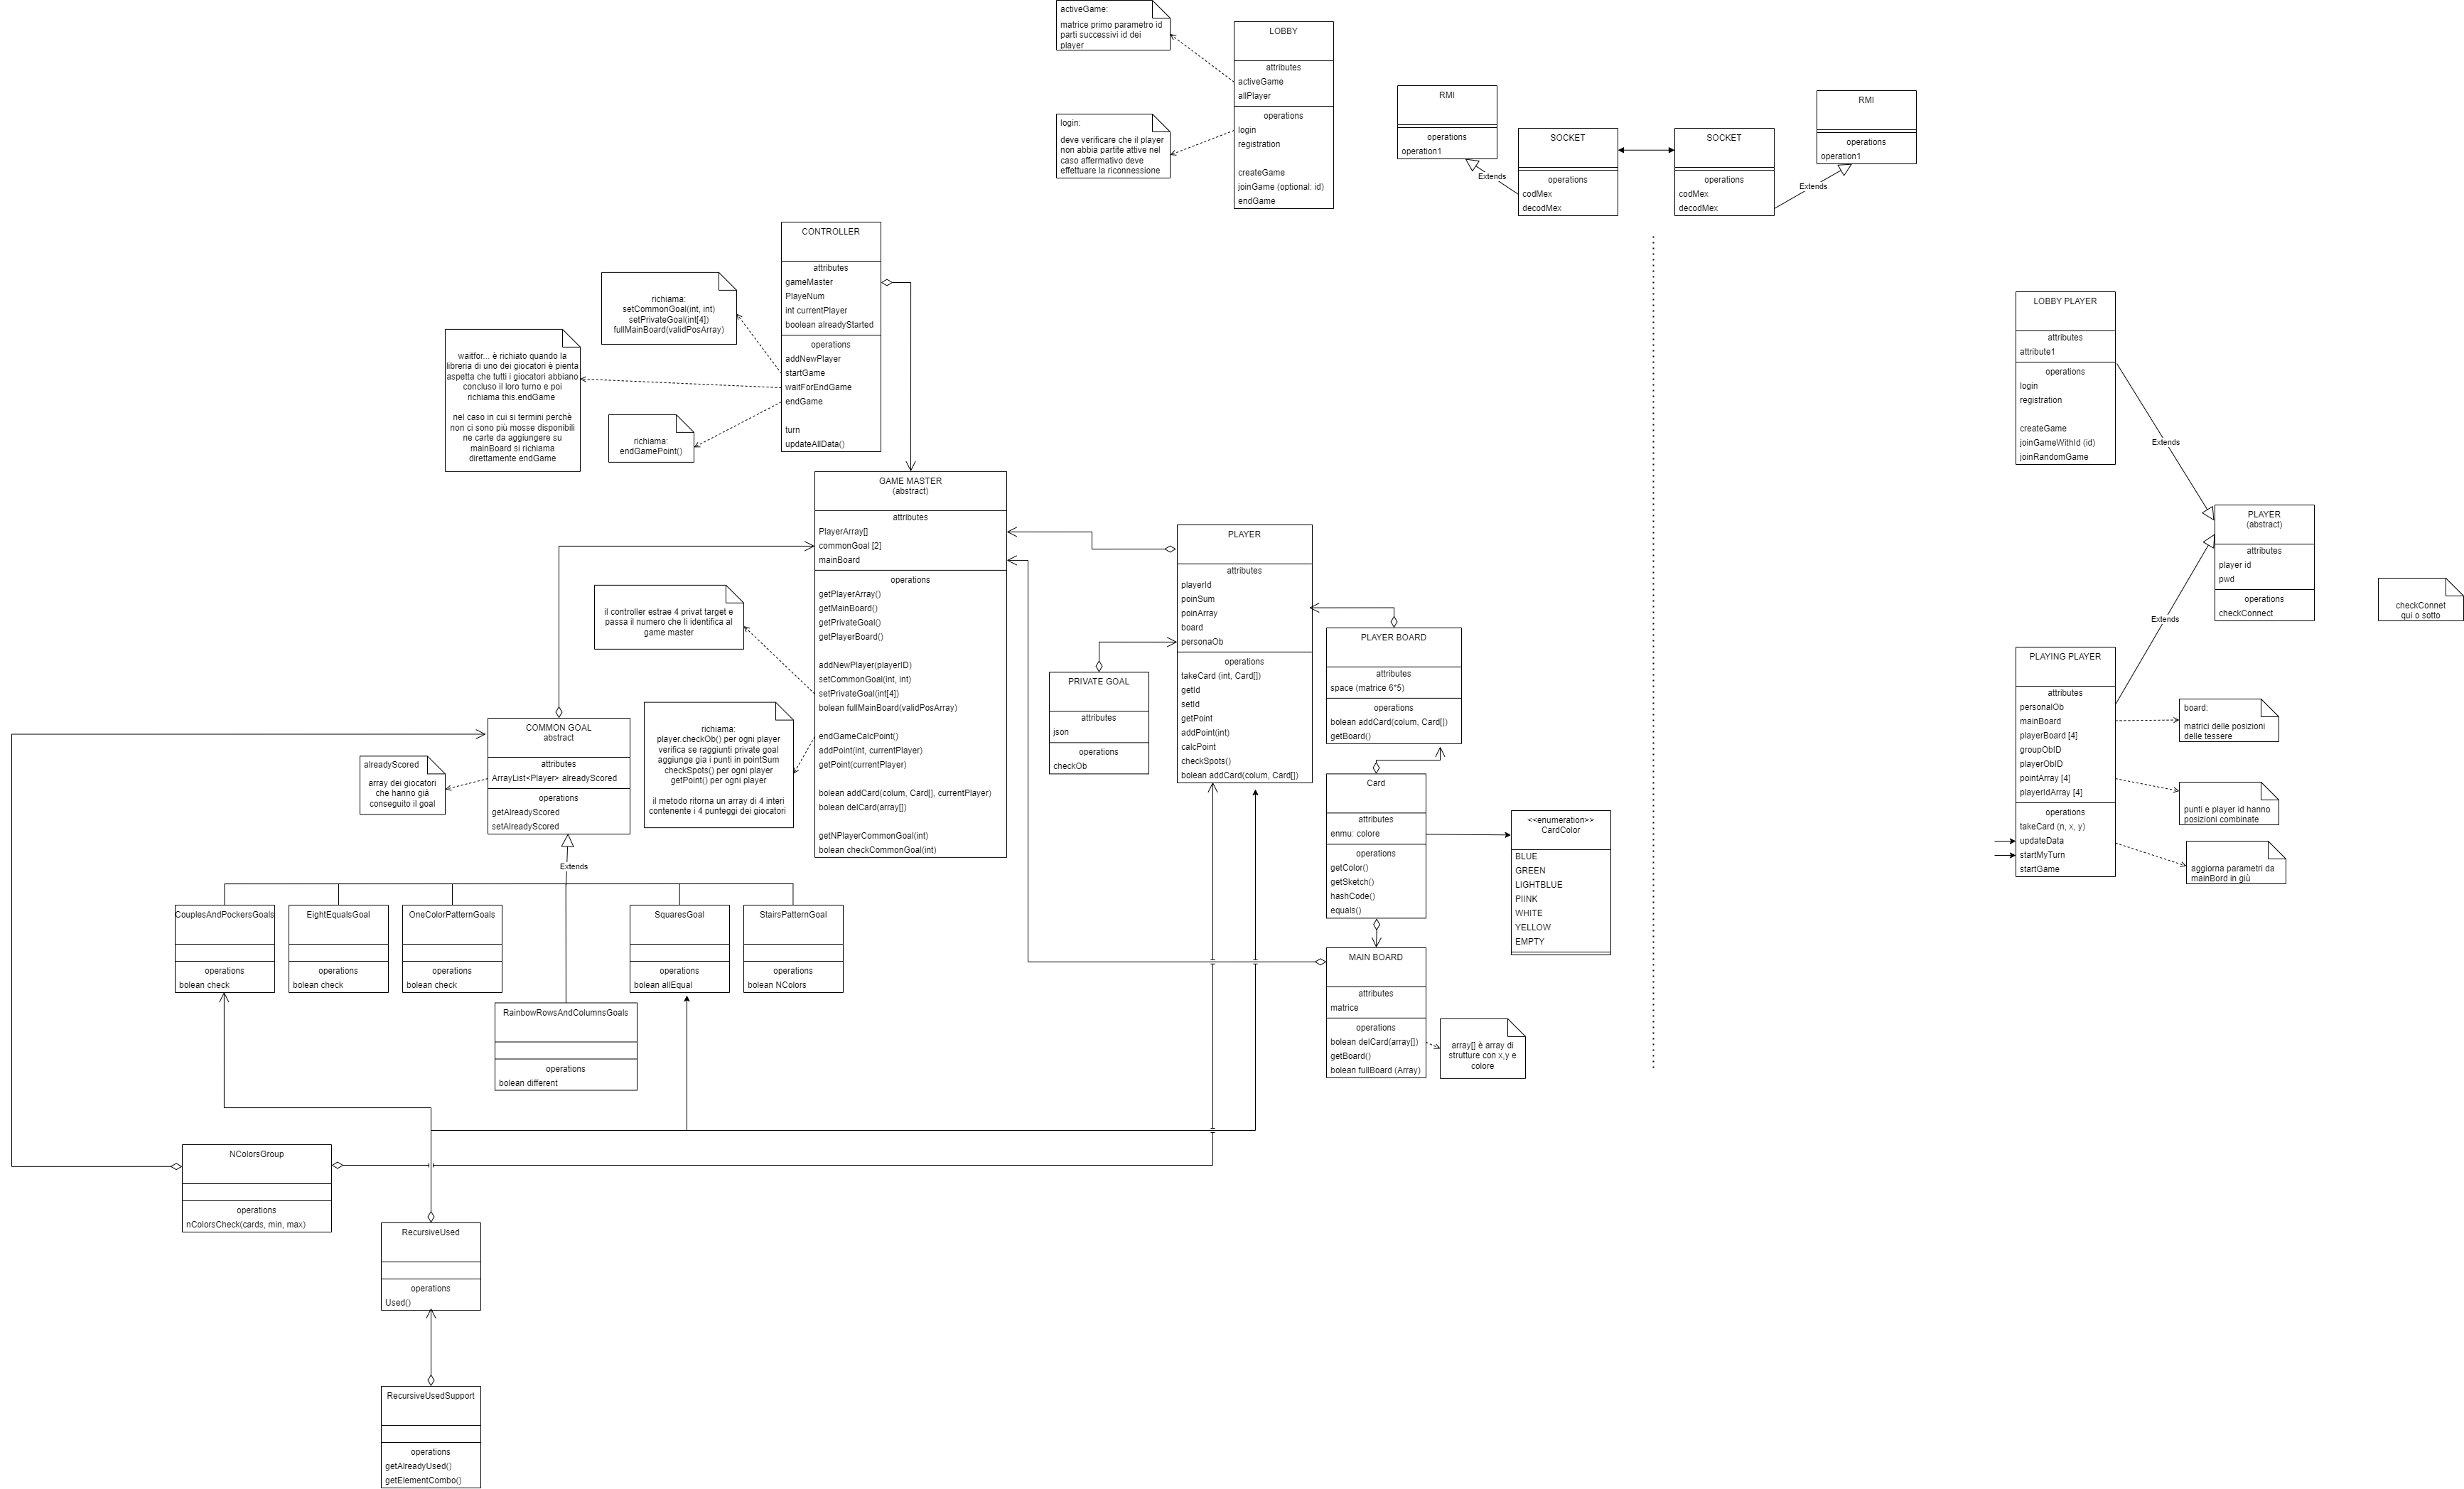 activeGame:
matrice primo parametro id
parti successivi id dei
player
LOBBY
attributes
activeGame
allPlayer
operations
login
registration
createGame
joinGame (optional: id)
endGame
login:
deve verificare che il player
non abbia partite attive nel
caso affermativo deve
effettuare la riconnessione
RMI
operations
operation1
Extends
SOCKET
operations
codMex
decodMex
SOCKET
operations
codMex
decodMex
Extends
RMI
operations
operation1
CONTROLLER
attributes
gameMaster
PlayeNum
int currentPlayer
boolean alreadyStarted
operations
addNewPlayer
startGame
waitForEndGame
endGame
turn
updateAllData()
richiama:
setCommonGoal(int, int)
setPrivateGoal(int[4])
fullMainBoard(validPosArray)
waitfor... è richiato quando la
libreria di uno dei giocatori è pienta
aspetta che tutti i giocatori abbiano
concluso il loro turno e poi
richiama this.endGame
nel caso in cui si termini perchè
non ci sono più mosse disponibili
ne carte da aggiungere su
mainBoard si richiama
direttamente endGame
richiama:
endGamePoint()
GAME MASTER
(abstract)
attributes
PlayerArray[]
commonGoal [2]
mainBoard
operations
getPlayerArray()
getMainBoard()
getPrivateGoal()
getPlayerBoard()
addNewPlayer(playerID)
setCommonGoal(int, int)
setPrivateGoal(int[4])
bolean fullMainBoard(validPosArray)
endGameCalcPoint()
addPoint(int, currentPlayer)
getPoint(currentPlayer)
bolean addCard(colum, Card[], currentPlayer)
bolean delCard(array[])
getNPlayerCommonGoal(int)
bolean checkCommonGoal(int)
il controller estrae 4 privat target e
passa il numero che li identifica al
game master
richiama:
player.checkOb() per ogni player
verifica se raggiunti private goal
aggiunge gia i punti in pointSum
checkSpots() per ogni player
getPoint() per ogni player
il metodo ritorna un array di 4 interi
contenente i 4 punteggi dei giocatori
PLAYER
attributes
playerId
poinSum
poinArray
board
personaOb
operations
takeCard (int, Card[])
getId
setId
getPoint
addPoint(int)
calcPoint
checkSpots()
bolean addCard(colum, Card[])
PRIVATE GOAL
attributes
json
operations
checkOb
PLAYER BOARD
attributes
space (matrice 6*5)
operations
bolean addCard(colum, Card[])
getBoard()
Card
attributes
enmu: colore
operations
getColor()
getSketch()
hashCode()
equals()
<<enumeration>>
CardColor
BLUE
GREEN
LIGHTBLUE
PIINK
WHITE
YELLOW
EMPTY
MAIN BOARD
attributes
matrice
operations
bolean delCard(array[])
getBoard()
bolean fullBoard (Array)
array[] è array di
strutture con x,y e
colore
COMMON GOAL
abstract
attributes
ArrayList<Player> alreadyScored
operations
getAlreadyScored
setAlreadyScored
alreadyScored
array dei giocatori
che hanno giá
conseguito il goal
Extends
CouplesAndPockersGoals
operations
bolean check
EightEqualsGoal
operations
bolean check
OneColorPatternGoals
operations
bolean check
SquaresGoal
operations
bolean allEqual
StairsPatternGoal
operations
bolean NColors
RainbowRowsAndColumnsGoals
operations
bolean different
NColorsGroup
operations
nColorsCheck(cards, min, max)
RecursiveUsed
operations
Used()
RecursiveUsedSupport
operations
getAlreadyUsed()
getElementCombo()
LOBBY PLAYER
attributes
attribute1
operations
login
registration
createGame
joinGameWithId (id)
joinRandomGame
Extends
PLAYER
(abstract)
attributes
player id
pwd
operations
checkConnect
checkConnet
qui o sotto
Extends
PLAYING PLAYER
attributes
personalOb
mainBoard
playerBoard [4]
groupObID
playerObID
pointArray [4]
playerIdArray [4]
operations
takeCard (n, x, y)
updateData
startMyTurn
startGame
board:
matrici delle posizioni
delle tessere
punti e player id hanno
posizioni combinate
aggiorna parametri da
mainBord in giù